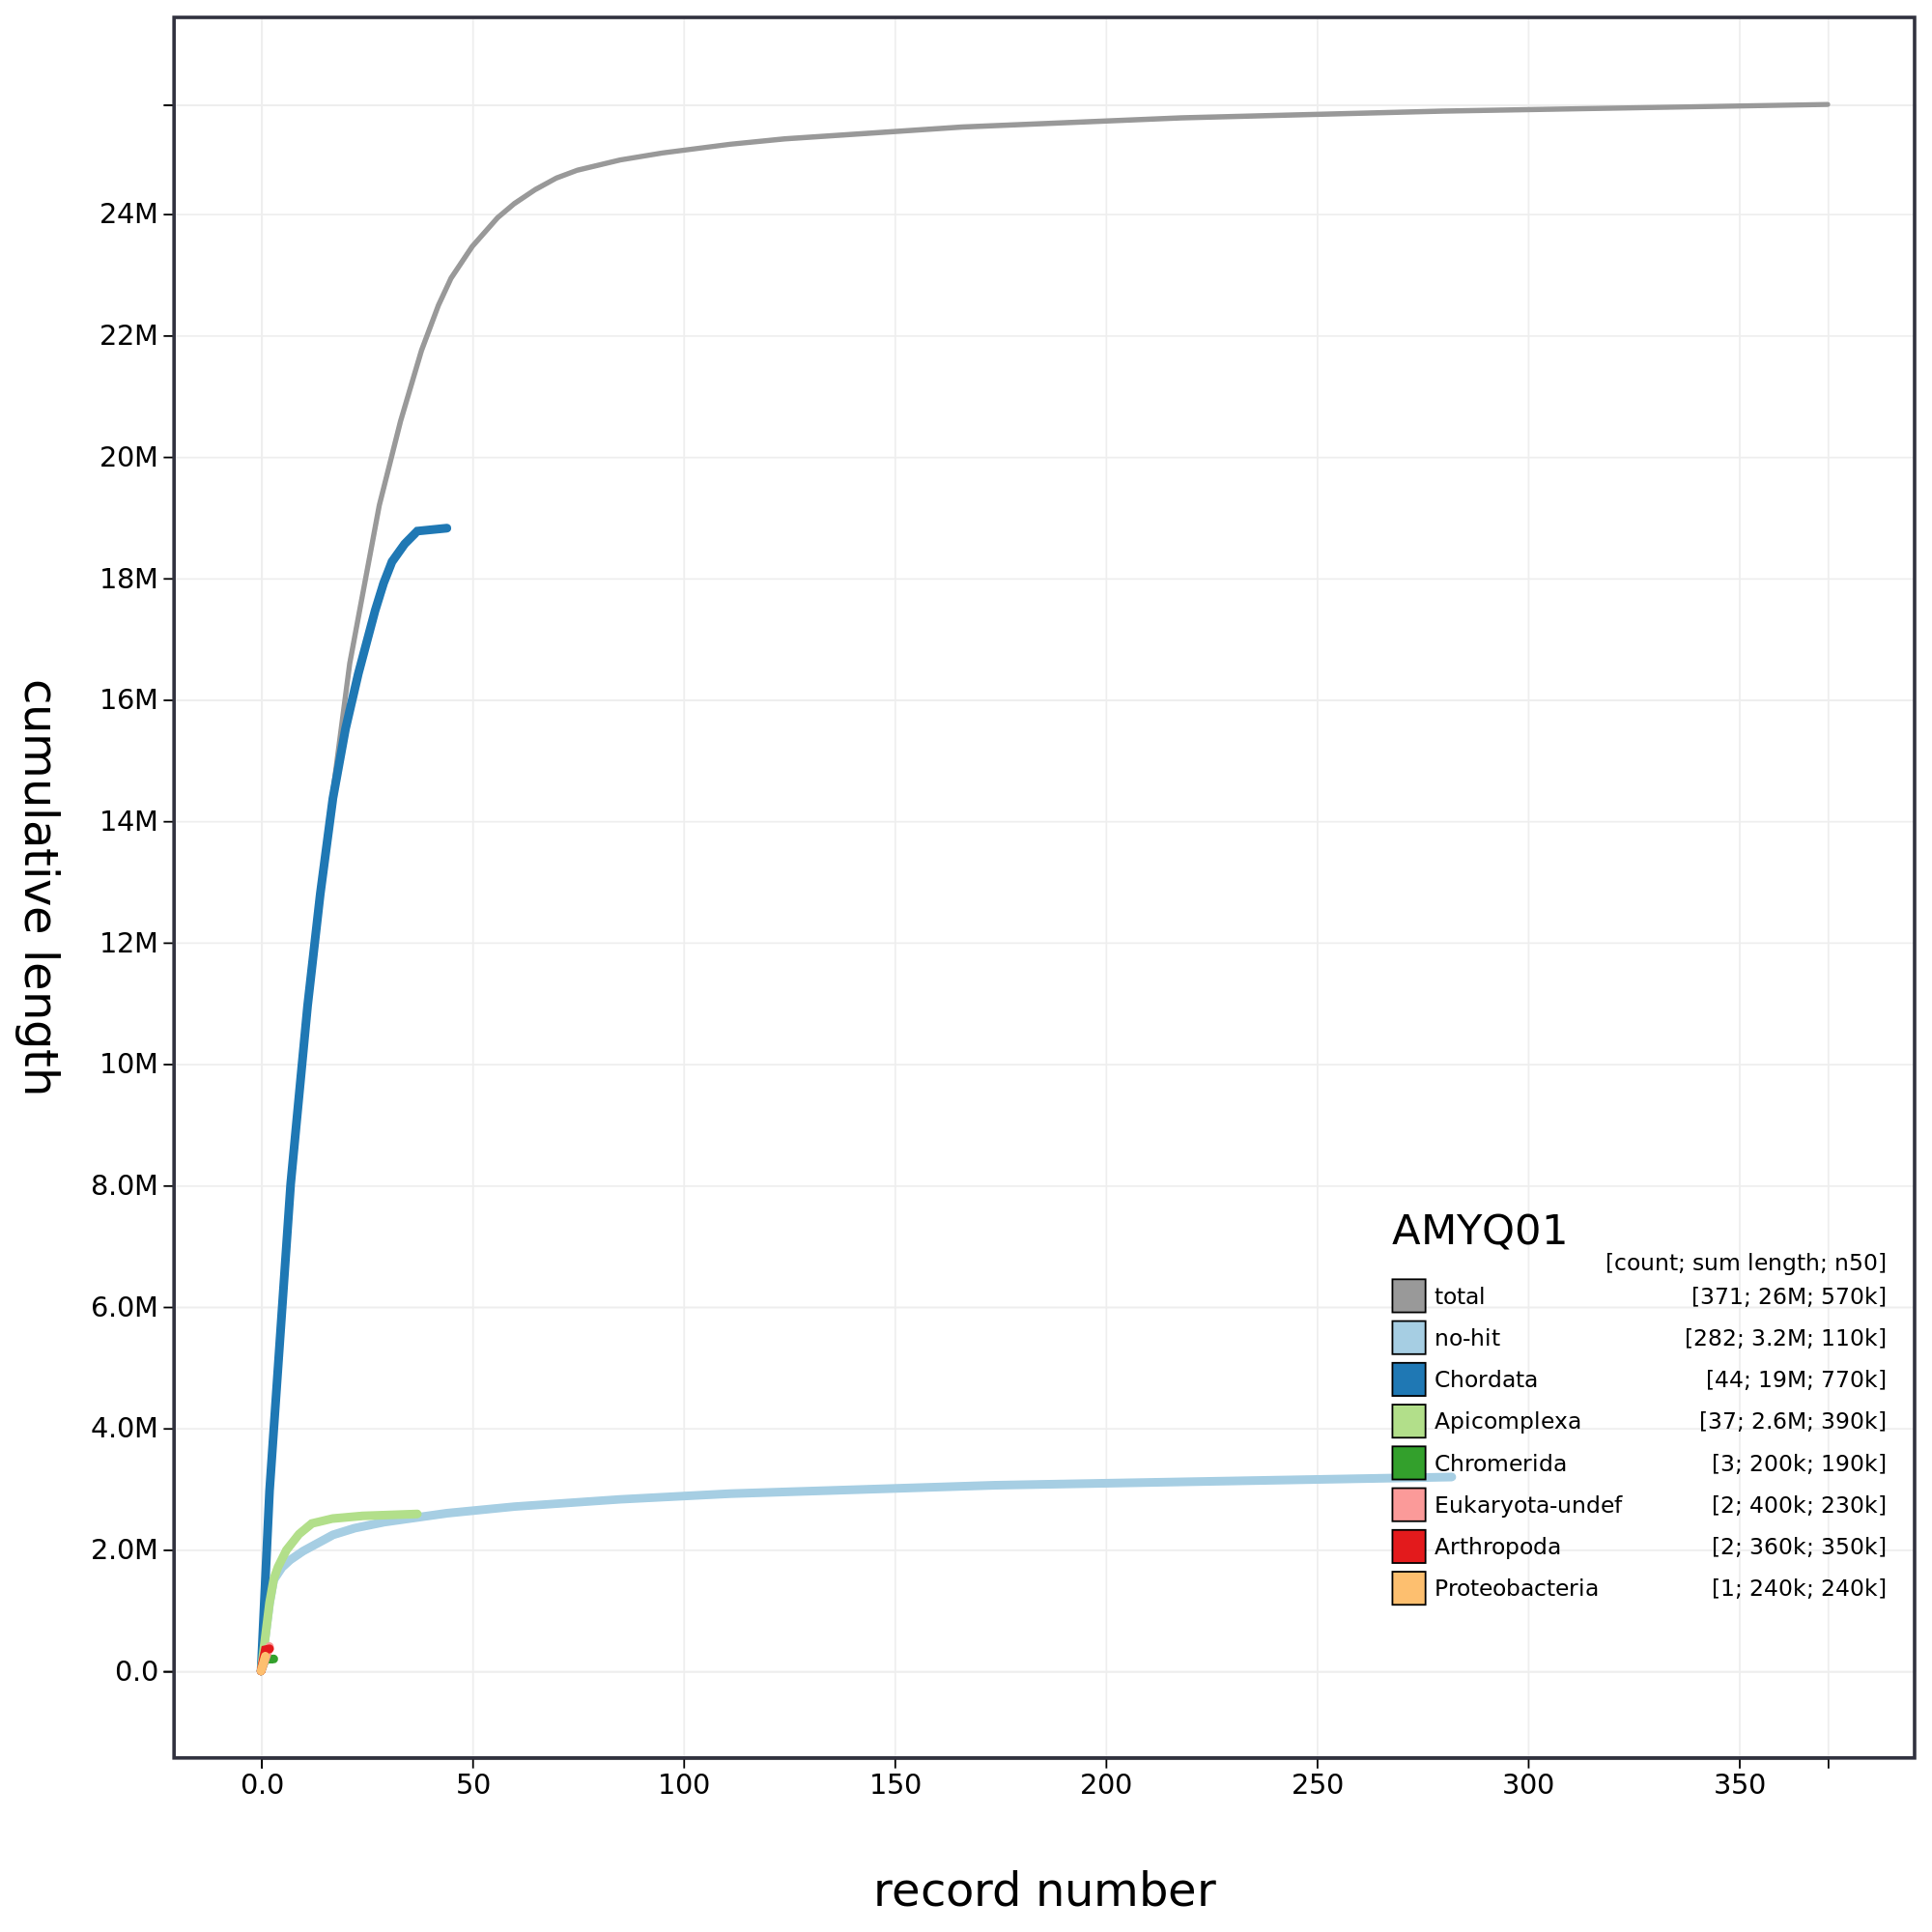 24M
22M
20M
18M
16M
14M
12M
10M
8.0M
6.0M
4.0M
2.0M
0.0
cumulative length
AMYQ01
[count; sum length; n50]
total [371; 26M; 570k]
no-hit [282; 3.2M; 110k]
Chordata [44; 19M; 770k]
Apicomplexa [37; 2.6M; 390k]
Chromerida [3; 200k; 190k]
Eukaryota-undef [2; 400k; 230k]
Arthropoda [2; 360k; 350k]
Proteobacteria [1; 240k; 240k]
0.0 50 100 150 200 250 300 350
record number